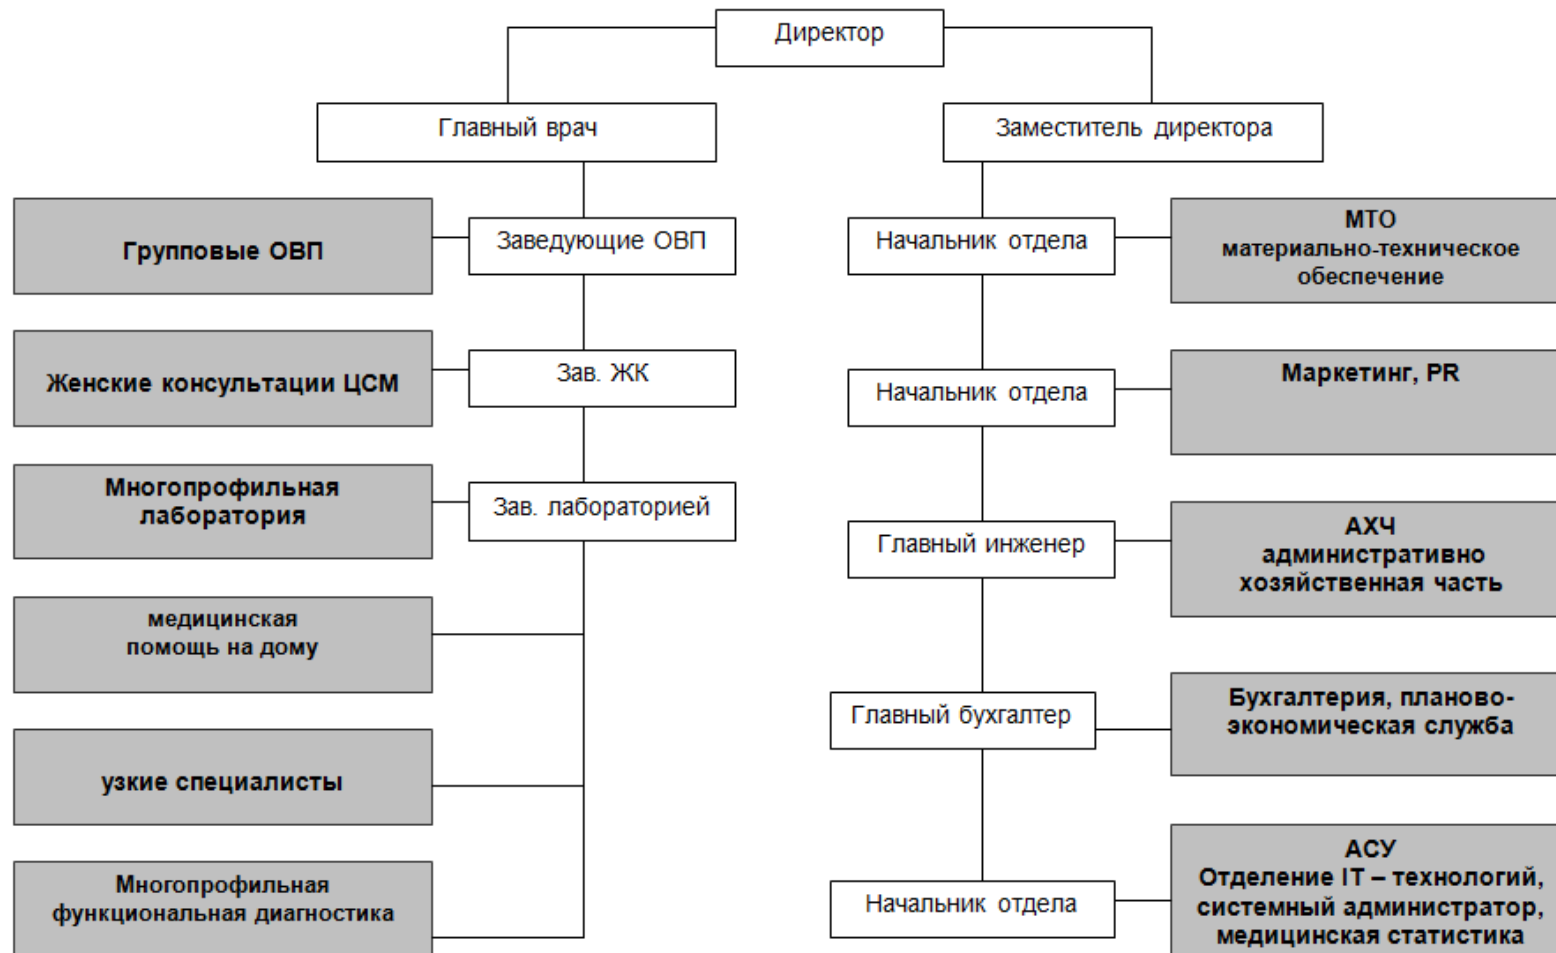 Директор
Главный врач
Заместитель директора
Групповые ОВП
Заведующие ОВП
Начальник отдела
МТО
материально-техническое
обеспечение
Женские консультации ЦСМ
Зав. ЖК
Начальник отдела
Маркетинг, PR
Многопрофильная
лаборатория
Зав. лабораторией
Главный инженер
АХЧ
административно
хозяйственная часть
медицинская
помощь на дому
Главный бухгалтер
Бухгалтерия, планово-
экономическая служба
узкие специалисты
Многопрофильная
функциональная диагностика
Начальник отдела
АСУ
Отделение IT – технологий,
системный администратор,
медицинская статистика